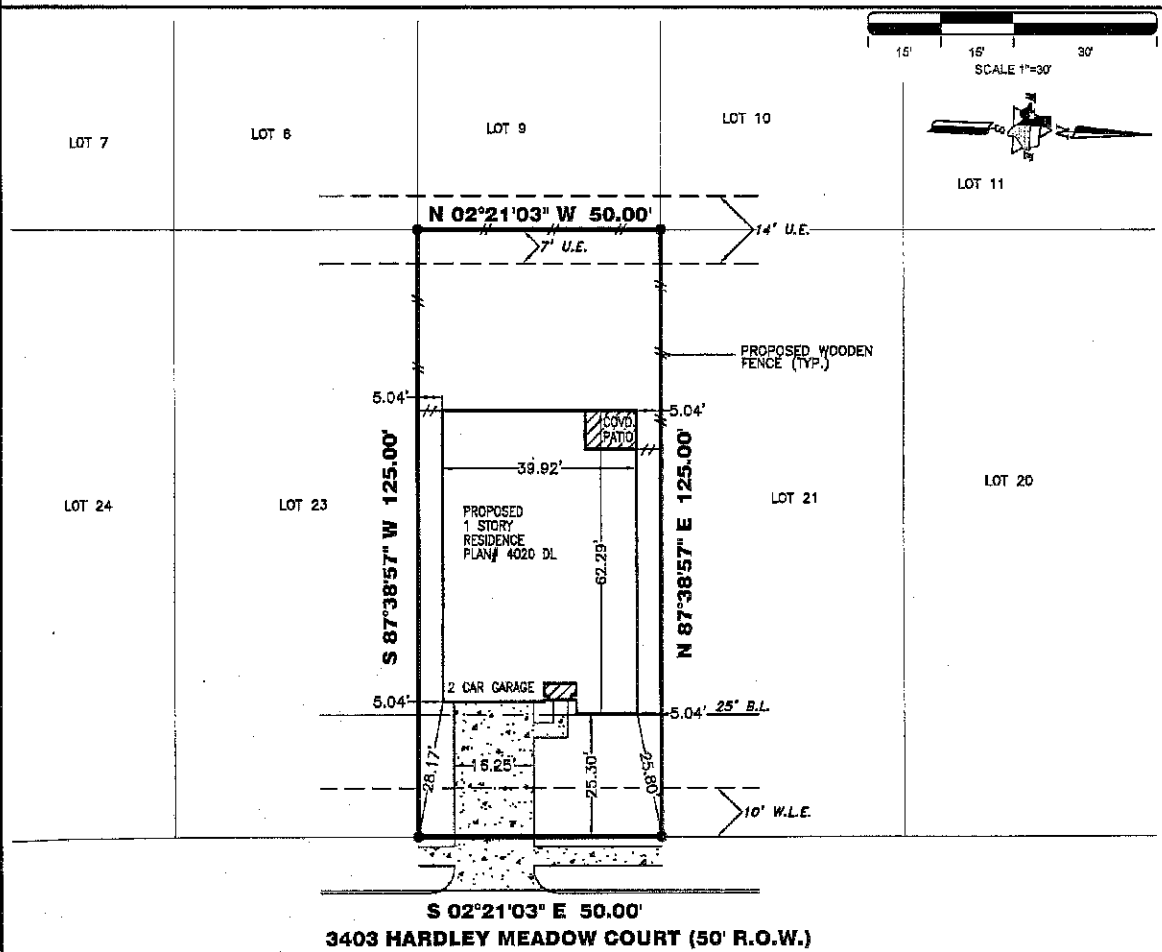 15'
15'
30'
SCALE 1"=30'
LOT 7
LOT 8
LOT 9
LOT 10
LOT 11
N 02°21'03" W 50.00'
14' U.E.
7' U.E.
PROPOSED WOODEN
FENCE (TYP.)
5.04'
5.04'
COVD.
PATIO
39.92'
S 87°38'57" W 125.00'
N 87°38'57" E 125.00'
LOT 24
LOT 23
LOT 21
LOT 20
PROPOSED
1 STORY
RESIDENCE
PLAN# 4020 DL
62.29'
2 CAR GARAGE
5.04'
5.04'
25' B.L.
28.17'
16.25'
25.30'
25.80'
10' W.L.E.
S 02°21'03" E 50.00'
3403 HARDLEY MEADOW COURT (50' R.O.W.)